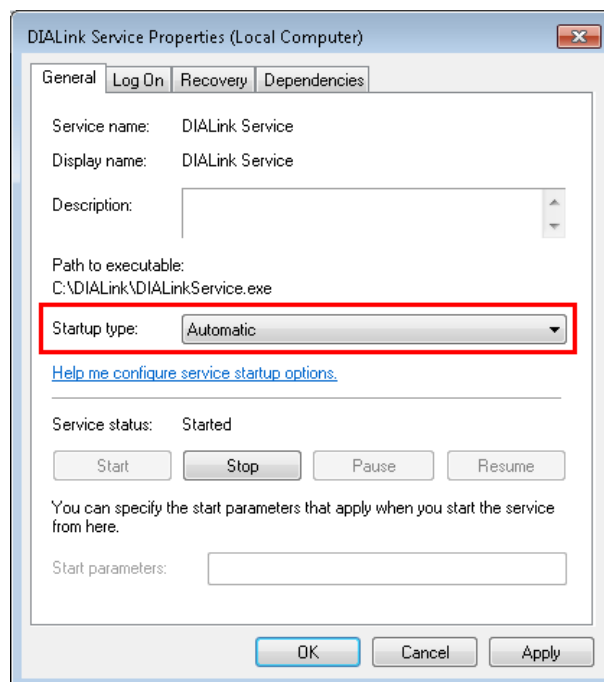 DIALink Service Properties (Local Computer)
General Log On Recovery Dependencies
Service name: DIALink Service
Display name: DIALink Service
Description:
Path to executable:
C:\DIALink\DIALinkService.exe
Startup type: Automatic
Help me configure service startup options.
Service status: Started
Start Stop Pause Resume
You can specify the start parameters that apply when you start the service
from here.
Start parameters:
OK Cancel Apply